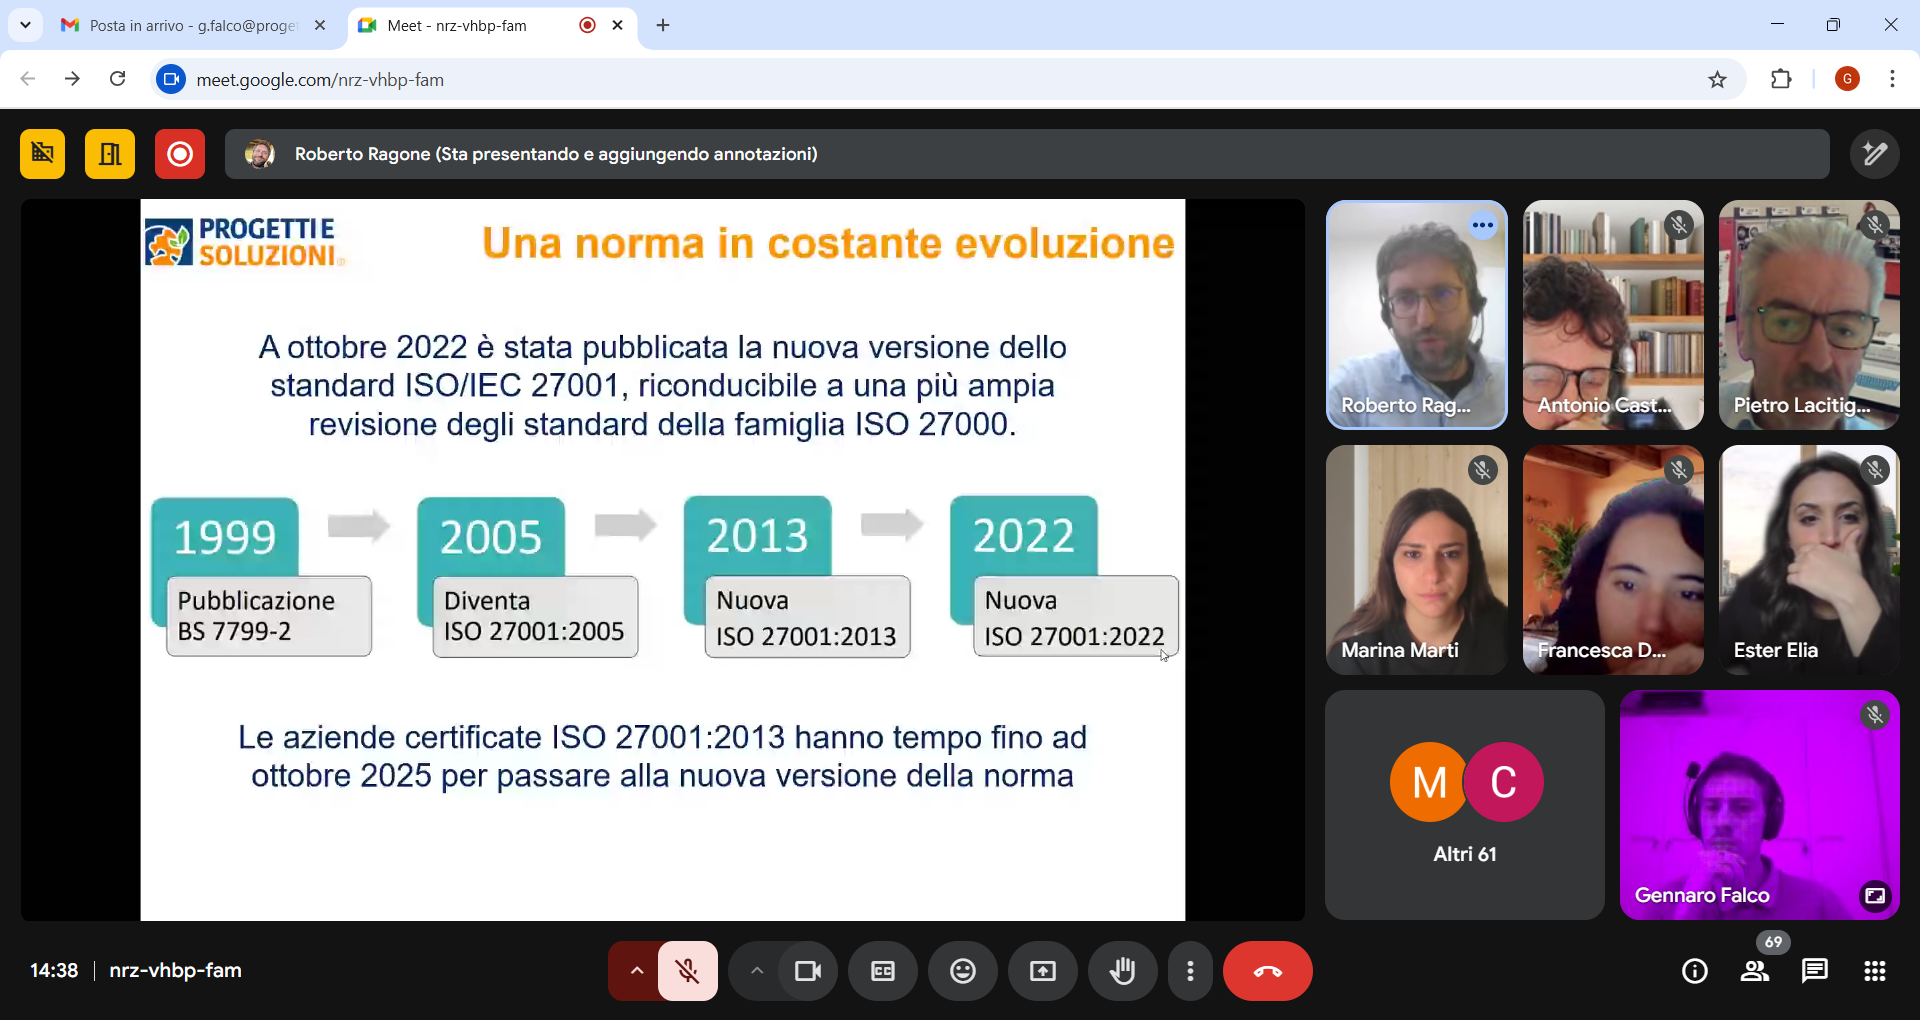 Posta in arrivo - g.falco@proget
Meet - nrz-vhbp-fam
meet.google.com/nrz-vhbp-fam
G
Roberto Ragone (Sta presentando e aggiungendo annotazioni)
PROGETTI E
SOLUZIONI
Una norma in costante evoluzione
A ottobre 2022 è stata pubblicata la nuova versione dello
standard ISO/IEC 27001, riconducibile a una più ampia
revisione degli standard della famiglia ISO 27000.
1999
Pubblicazione
BS 7799-2
2005
Diventa
ISO 27001:2005
2013
Nuova
ISO 27001:2013
2022
Nuova
ISO 27001:2022
Le aziende certificate ISO 27001:2013 hanno tempo fino ad
ottobre 2025 per passare alla nuova versione della norma
Roberto Rag...
Antonio Cast...
Pietro Lacitig...
Marina Marti
Francesca D...
Ester Elia
M
C
Altri 61
Gennaro Falco
14:38
nrz-vhbp-fam
CC
69